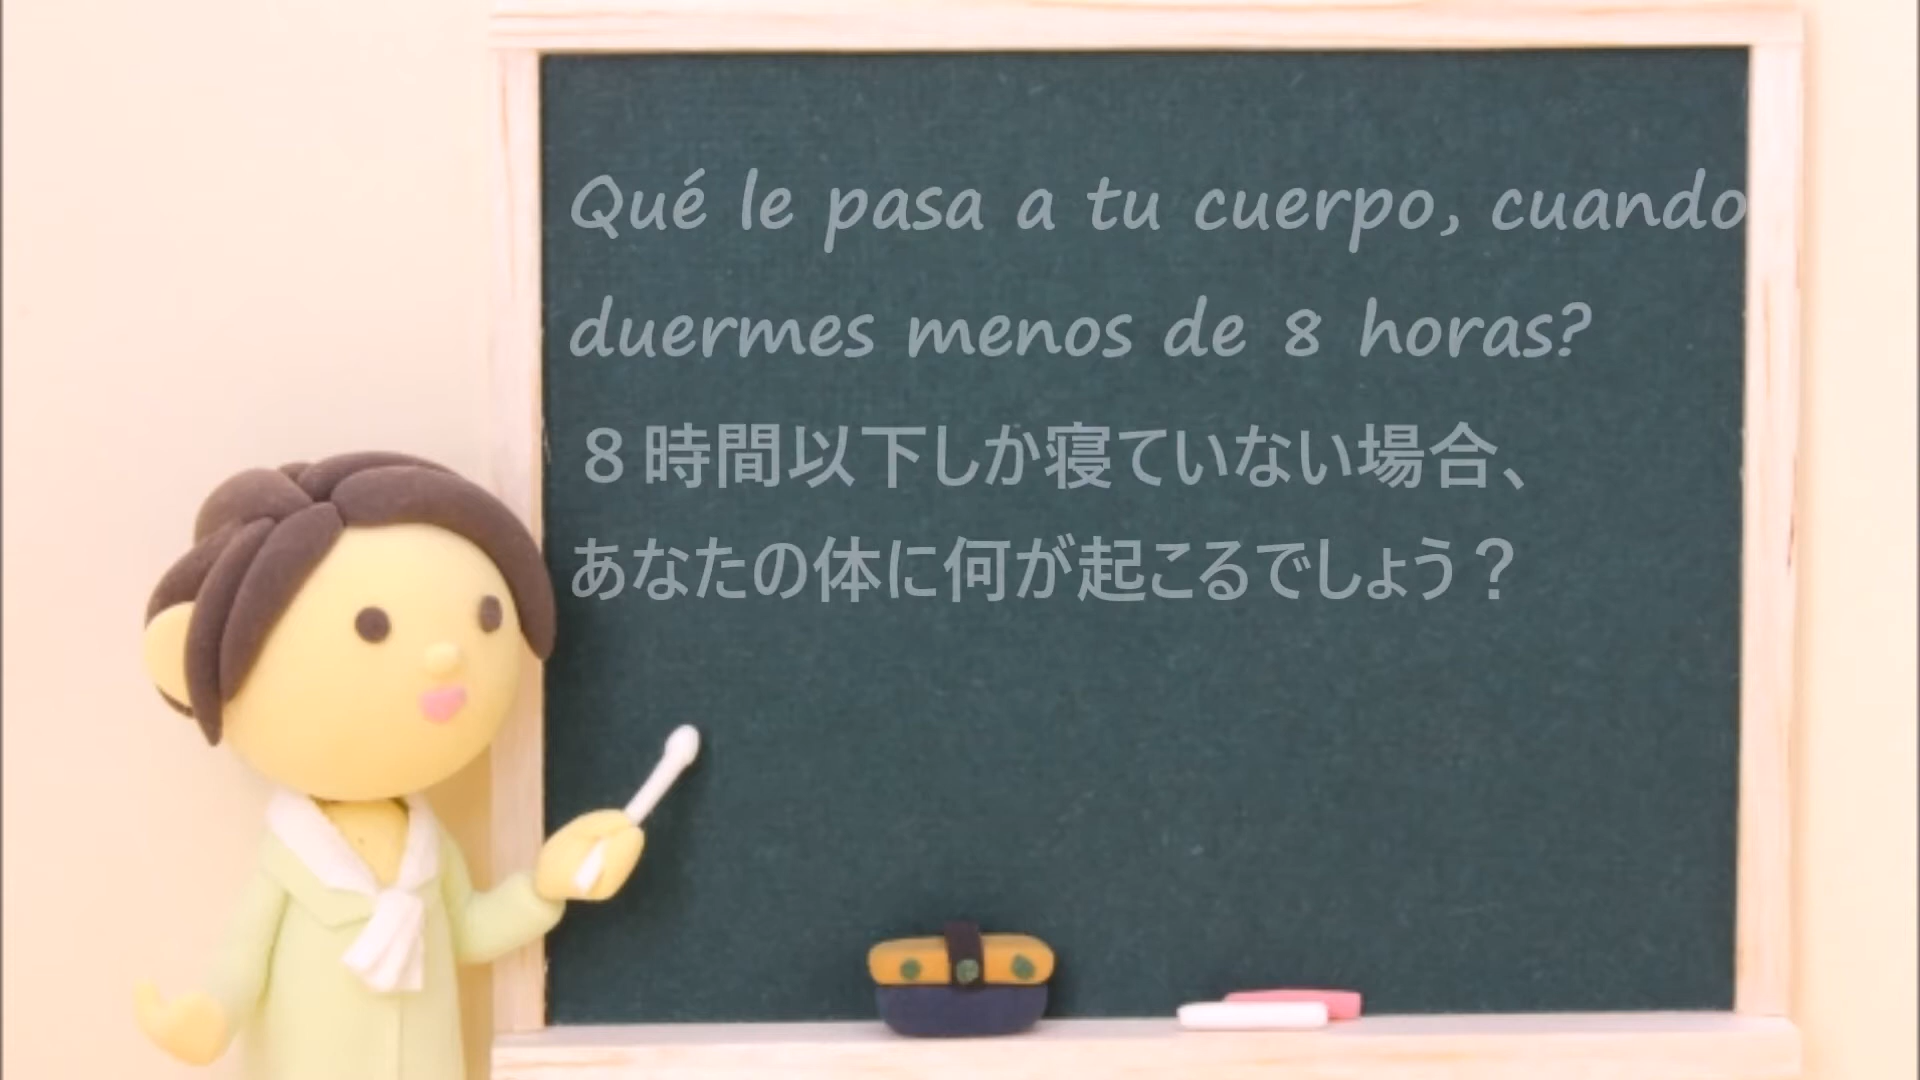 Qué le pasa a tu cuerpo, cuando
duermes menos de 8 horas?
８時間以下しか寝ていない場合、
あなたの体に何が起こるでしょう？